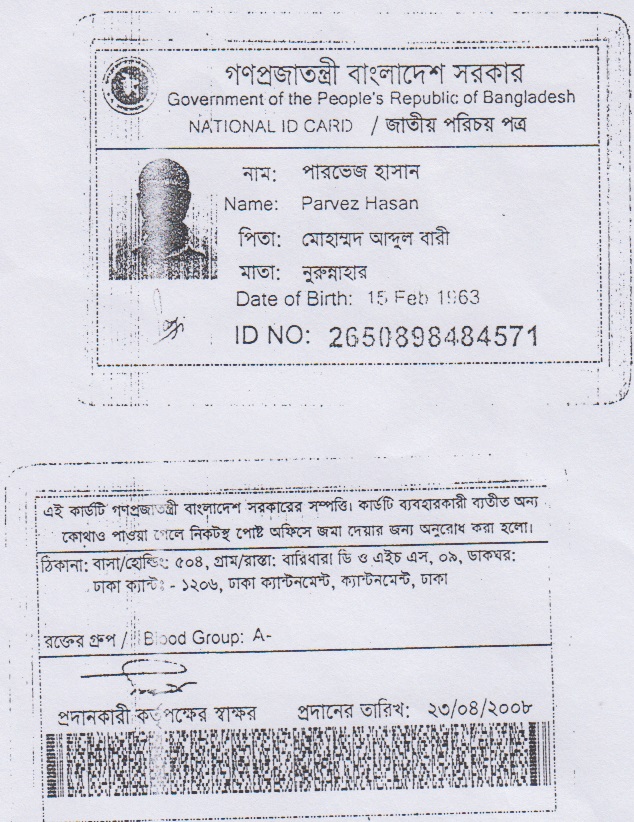 গণপ্রজাতন্ত্রী বাংলাদেশ সরকার
Government of the People's Republic of Bangladesh
NATIONAL ID CARD / জাতীয় পরিচয় পত্র
নাম: পারভেজ হাসান
Name: Parvez Hasan
পিতা: মোহাম্মদ আব্দুল বারী
মাতা: নুরুন্নাহার
Date of Birth: 15 Feb 1963
ID NO: 2650898484571
এই কার্ডটি গণপ্রজাতন্ত্রী বাংলাদেশ সরকারের সম্পত্তি। কার্ডটি ব্যবহারকারী ব্যতীত অন্য
কোথাও পাওয়া গেলে নিকটস্থ পোষ্ট অফিসে জমা দেয়ার জন্য অনুরোধ করা হলো।
ঠিকানা: বাসা/হোল্ডিং: ৫০৪, গ্রাম/রাস্তা: বারিধারা ডি ও এইচ এস, ০৯, ডাকঘর:
ঢাকা ক্যান্টঃ - ১২০৬, ঢাকা ক্যান্টনমেন্ট, ক্যান্টনমেন্ট, ঢাকা
রক্তের গ্রুপ / Blood Group: A-
প্রদানকারী কর্তৃপক্ষের স্বাক্ষর প্রদানের তারিখ: ২৩/০৪/২০০৮